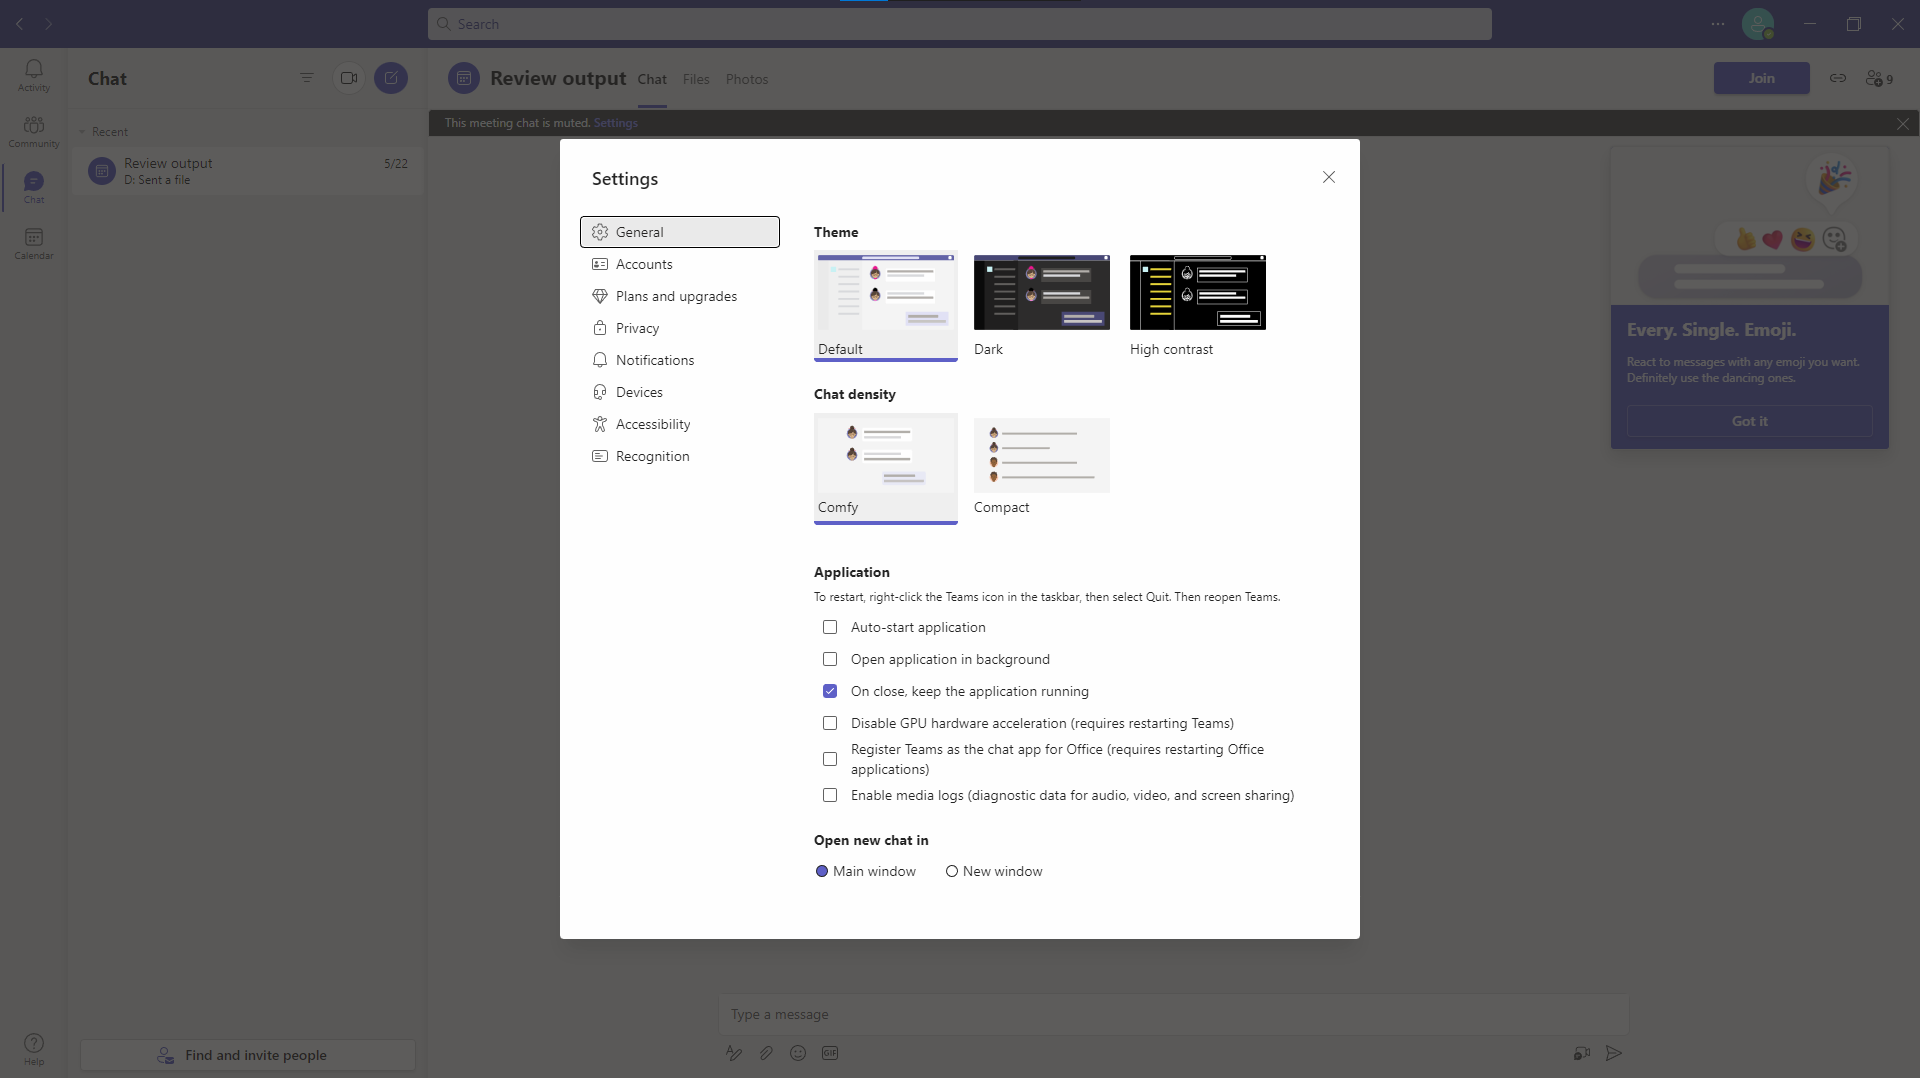 Search
Activity
Community
Chat
Calendar
Help
Chat
Recent
Review output
5/22
D: Sent a file
Find and invite people
Review output
Chat
Files
Photos
Join
9
This meeting chat is muted. Settings
Settings
General
Accounts
Plans and upgrades
Privacy
Notifications
Devices
Accessibility
Recognition
Theme
Default
Dark
High contrast
Chat density
Comfy
Compact
Application
To restart, right-click the Teams icon in the taskbar, then select Quit. Then reopen Teams.
Auto-start application
Open application in background
On close, keep the application running
Disable GPU hardware acceleration (requires restarting Teams)
Register Teams as the chat app for Office (requires restarting Office
applications)
Enable media logs (diagnostic data for audio, video, and screen sharing)
Open new chat in
Main window
New window
Every. Single. Emoji.
React to messages with any emoji you want.
Definitely use the dancing ones.
Got it
Type a message
GIF